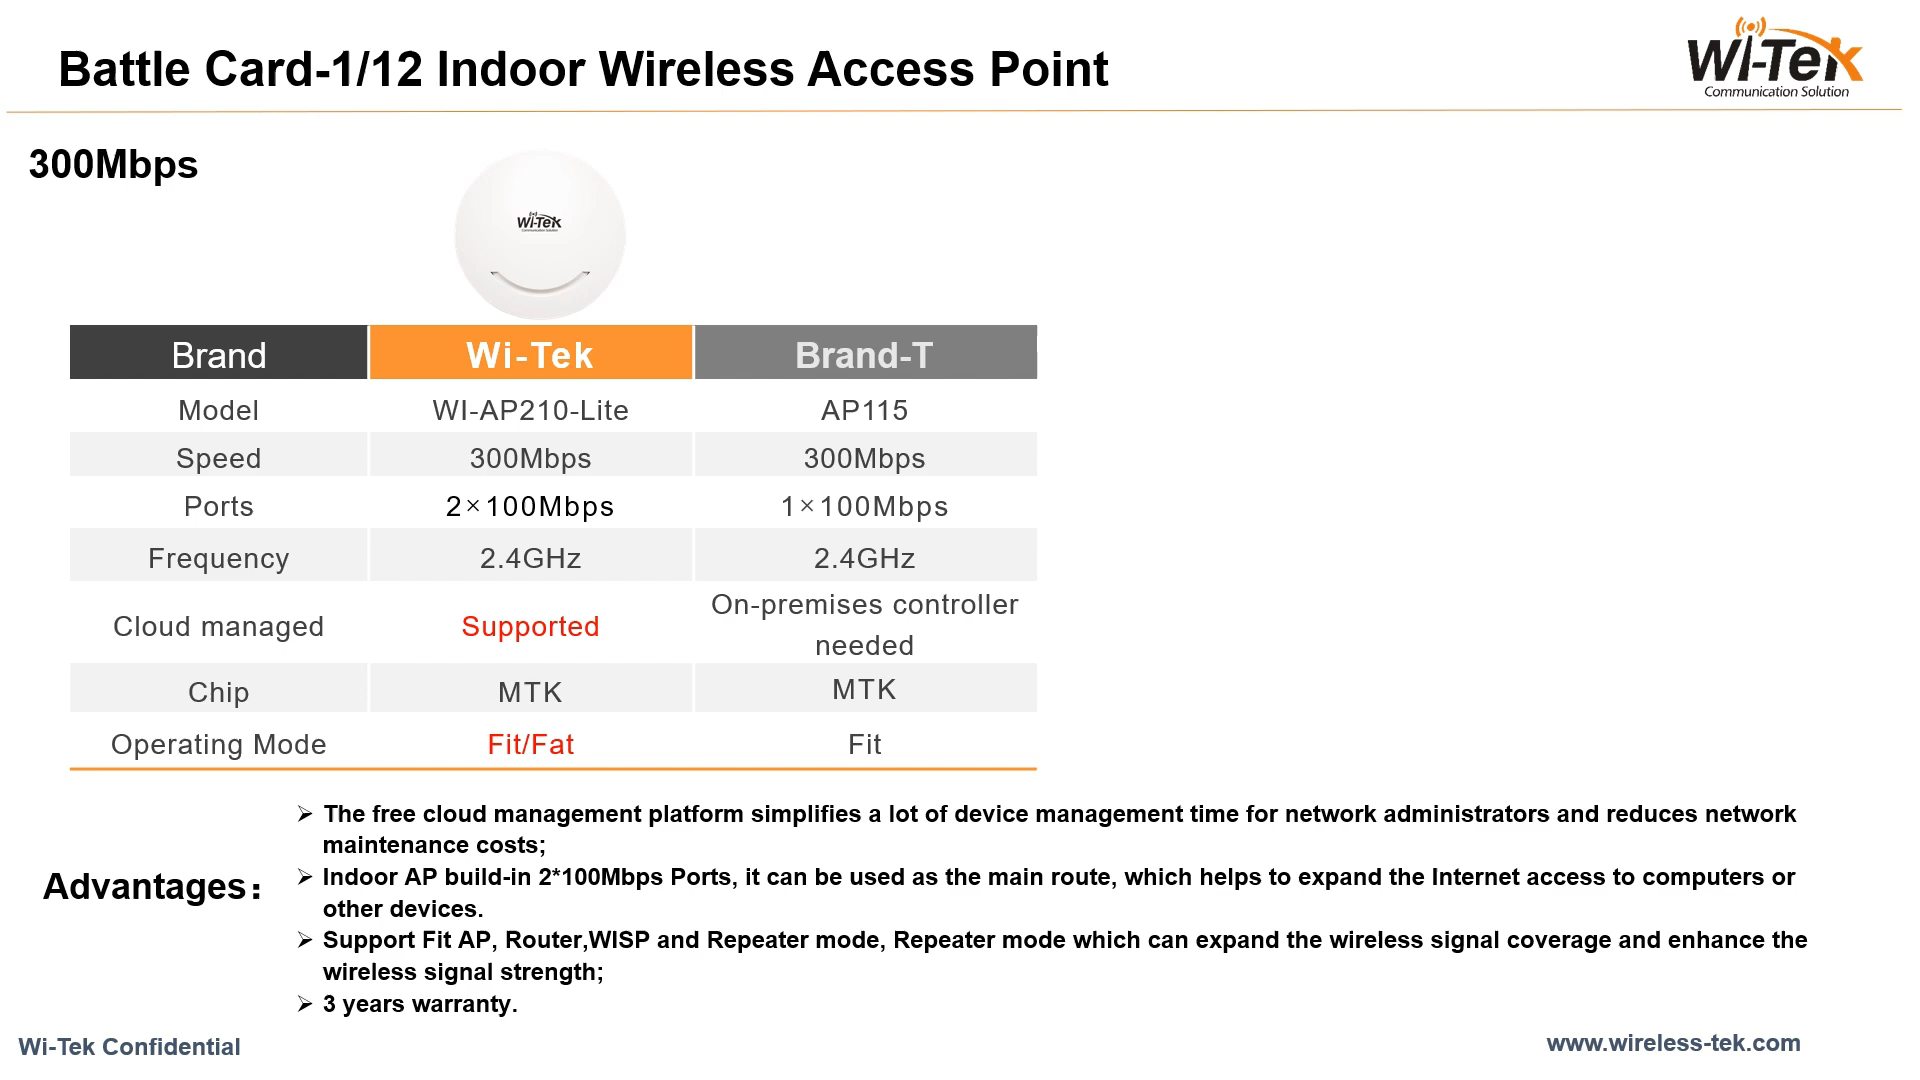 Battle Card-1/12 Indoor Wireless Access Point
Wi-Tek
Communication Solution
300Mbps
Wi-Tek
Communication Solution
Brand Wi-Tek Brand-T
Model WI-AP210-Lite AP115
Speed 300Mbps 300Mbps
Ports 2×100Mbps 1×100Mbps
Frequency 2.4GHz 2.4GHz
Cloud managed Supported On-premises controller
needed
Chip MTK MTK
Operating Mode Fit/Fat Fit
Advantages：
➢ The free cloud management platform simplifies a lot of device management time for network administrators and reduces network
maintenance costs;
➢ Indoor AP build-in 2*100Mbps Ports, it can be used as the main route, which helps to expand the Internet access to computers or
other devices.
➢ Support Fit AP, Router,WISP and Repeater mode, Repeater mode which can expand the wireless signal coverage and enhance the
wireless signal strength;
➢ 3 years warranty.
Wi-Tek Confidential
www.wireless-tek.com